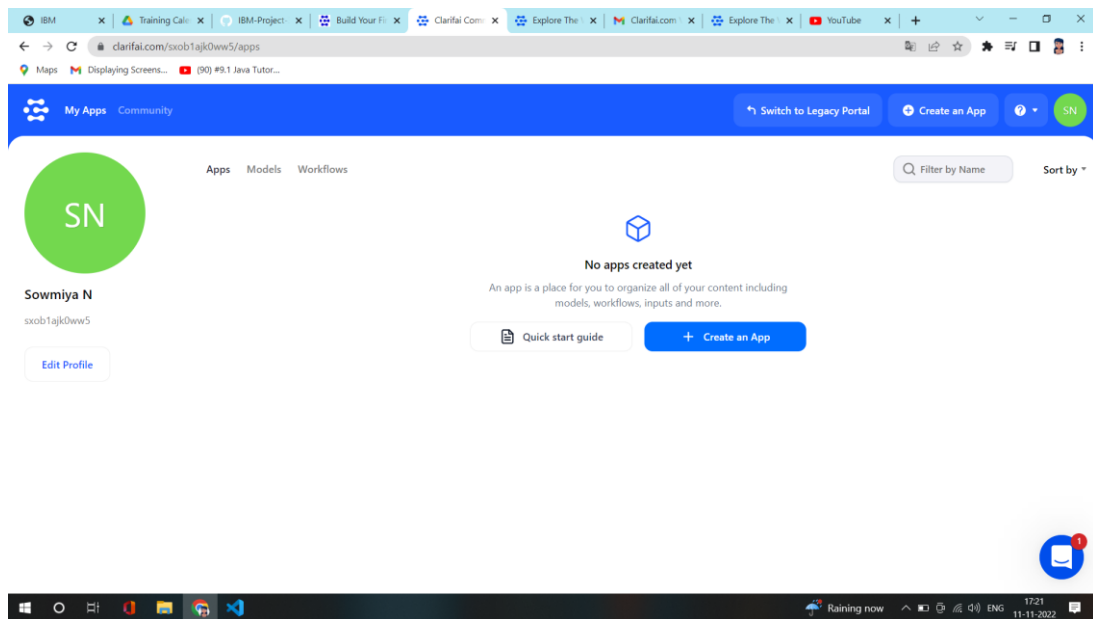 IBM
Training Cale
IBM-Project-
Build Your Fi
Clarifai Com
Explore The
Clarifai.com
Explore The
YouTube
clarifai.com/sxob1ajk0ww5/apps
Maps
Displaying Screens...
(90) #9.1 Java Tutor...
My Apps
Community
Switch to Legacy Portal
Create an App
SN
SN
Apps
Models
Workflows
Filter by Name
Sort by
No apps created yet
An app is a place for you to organize all of your content including
models, workflows, inputs and more.
Quick start guide
Create an App
Sowmiya N
sxob1ajk0ww5
Edit Profile
1
Raining now
ENG
17:21
11-11-2022